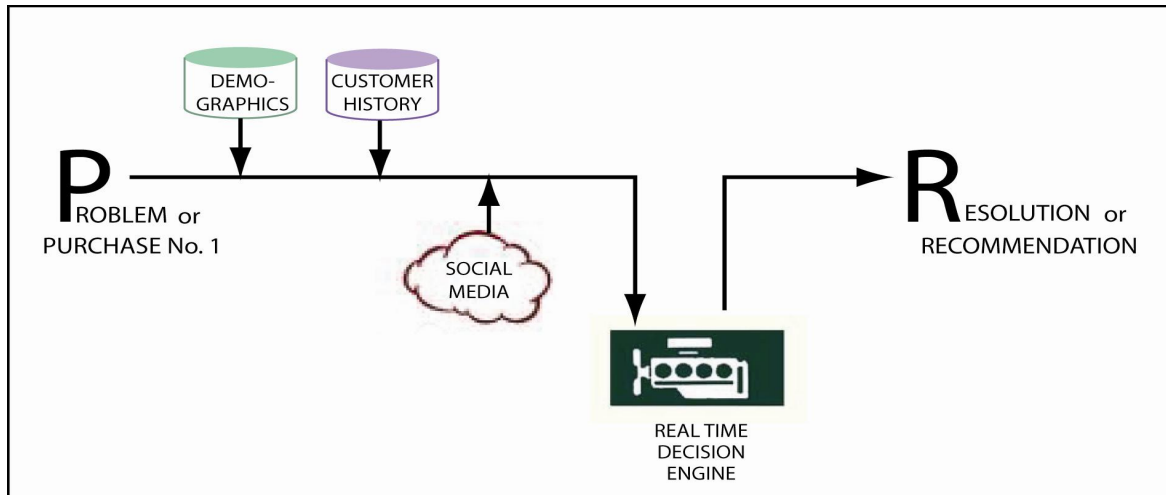 DEMO-
GRAPHICS
CUSTOMER
HISTORY
PROBLEM or
PURCHASE No. 1
SOCIAL
MEDIA
RESOLUTION or
RECOMMENDATION
REAL TIME
DECISION
ENGINE